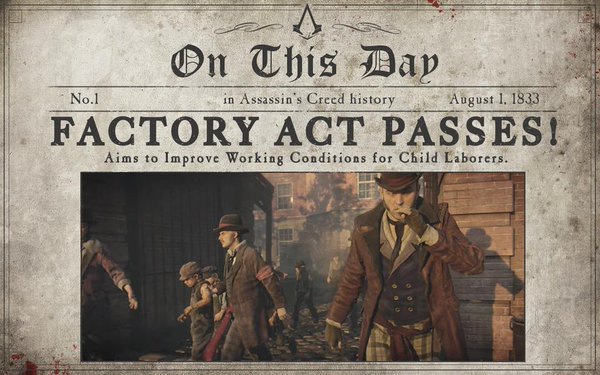 On This Day
No.1 in Assassin's Creed history August 1, 1833
FACTORY ACT PASSES!
Aims to Improve Working Conditions for Child Laborers.